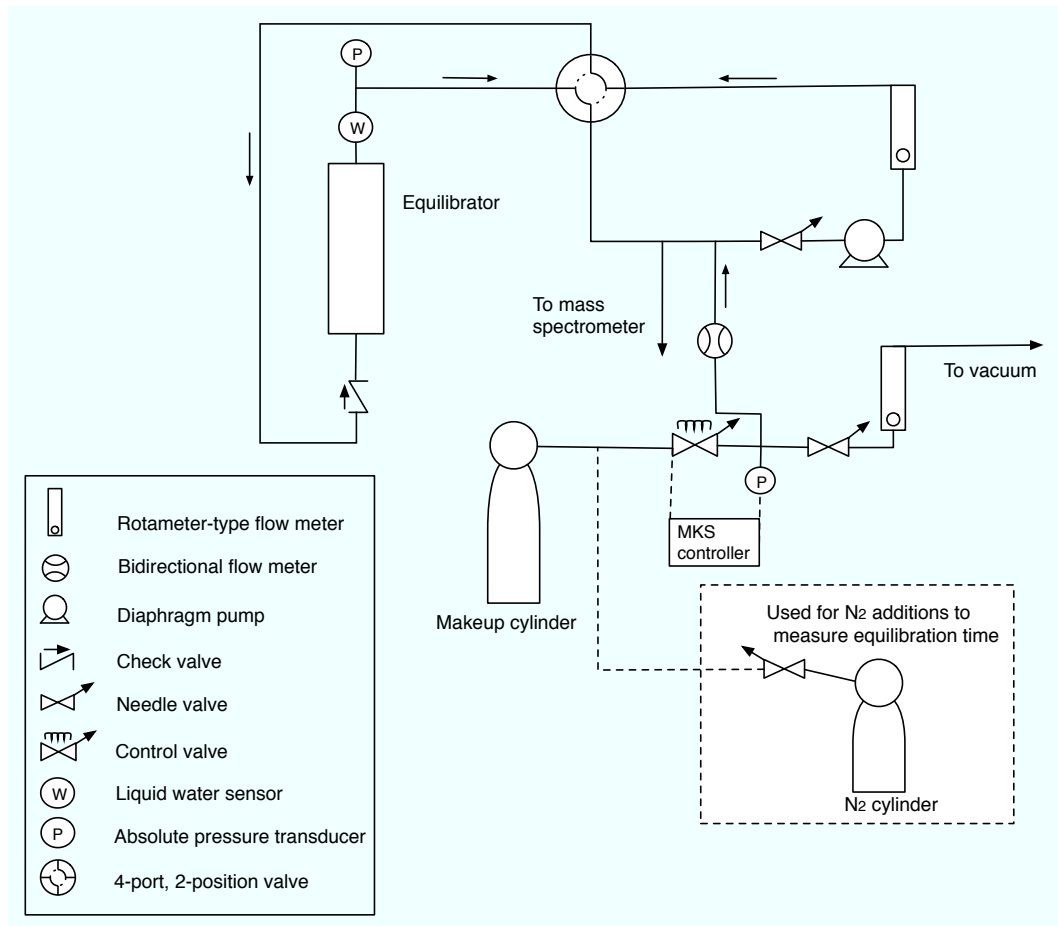 P
W
Equilibrator
To mass
spectrometer
To vacuum
P
MKS
controller
Makeup cylinder
Used for N2 additions to
measure equilibration time
N2 cylinder
Rotameter-type flow meter
Bidirectional flow meter
Diaphragm pump
Check valve
Needle valve
Control valve
W
Liquid water sensor
P
Absolute pressure transducer
4-port, 2-position valve